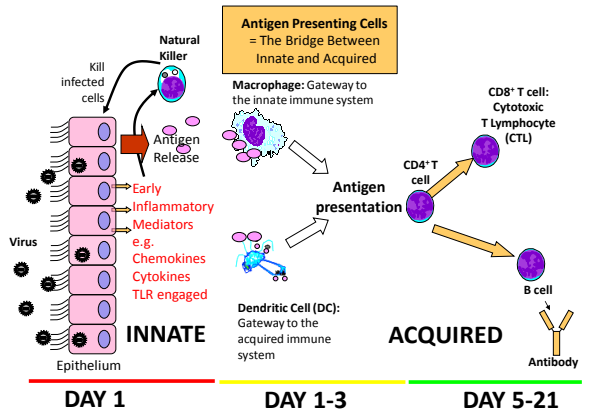 Natural
Killer
Kill
infected
cells
Antigen Presenting Cells
= The Bridge Between
Innate and Acquired
Macrophage: Gateway to
the innate immune system
CD8⁺ T cell:
Cytotoxic
T Lymphocyte
(CTL)
Antigen
Release
CD4⁺T
cell
Antigen
presentation
Early
Inflammatory
Mediators
e.g.
Chemokines
Cytokines
TLR engaged
Virus
B cell
Dendritic Cell (DC):
Gateway to the
acquired immune
system
INNATE
ACQUIRED
Antibody
Epithelium
DAY 1
DAY 1-3
DAY 5-21